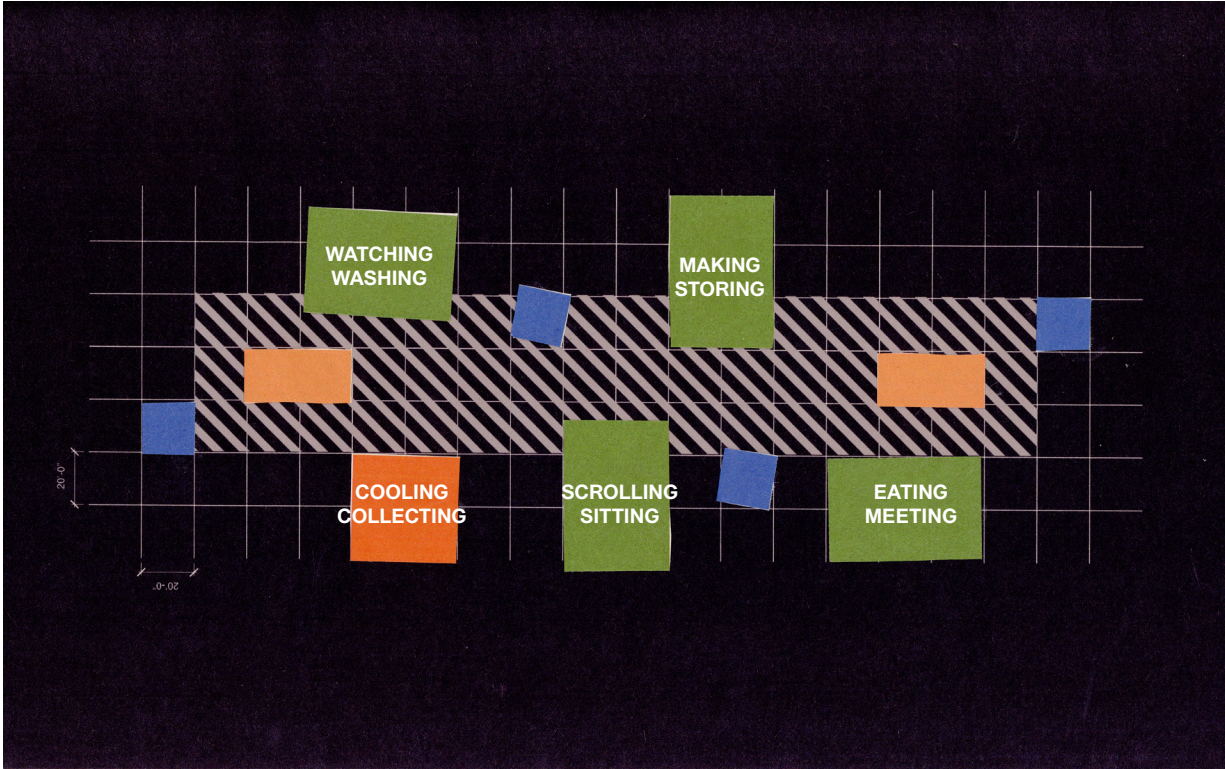 WATCHING
WASHING
MAKING
STORING
COOLING
COLLECTING
SCROLLING
SITTING
EATING
MEETING
20'-0"
20'-0"